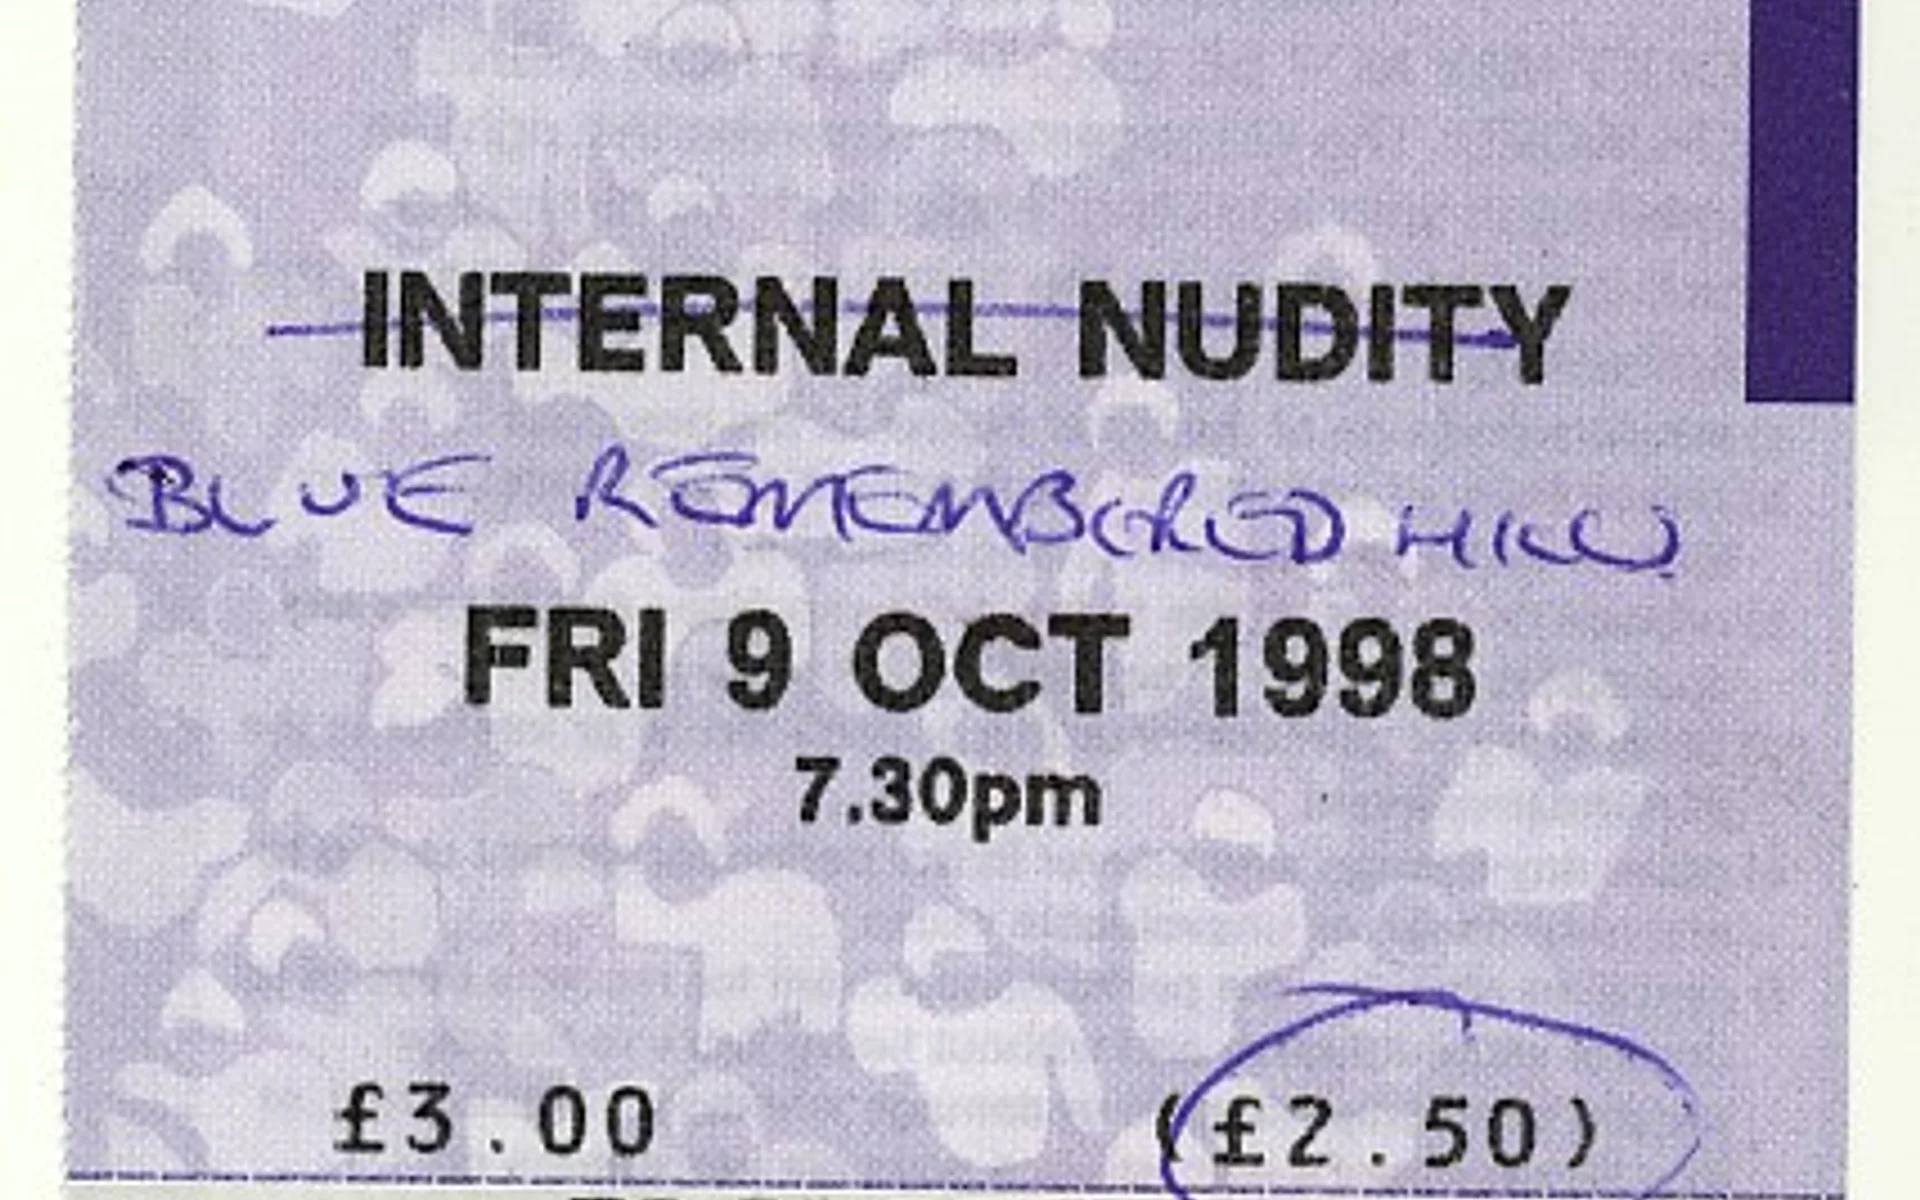 INTERNAL NUDITY
BLUE REMEMBERED HILLS
FRI 9 OCT 1998
7.30pm
£3.00 (£2.50)